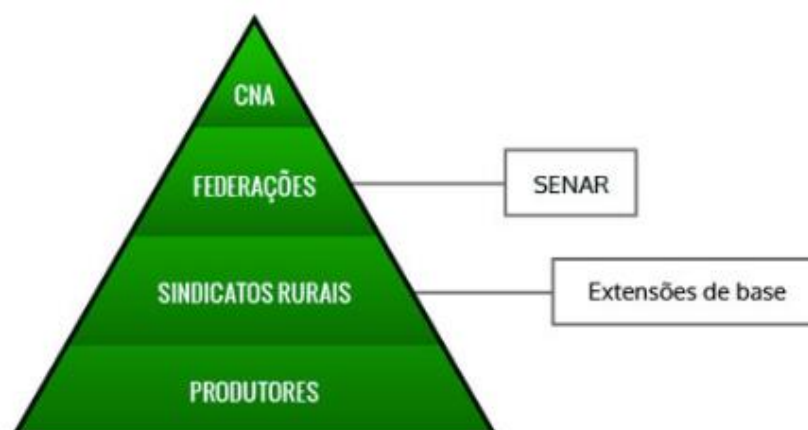 CNA
FEDERAÇÕES
SENAR
SINDICATOS RURAIS
Extensões de base
PRODUTORES